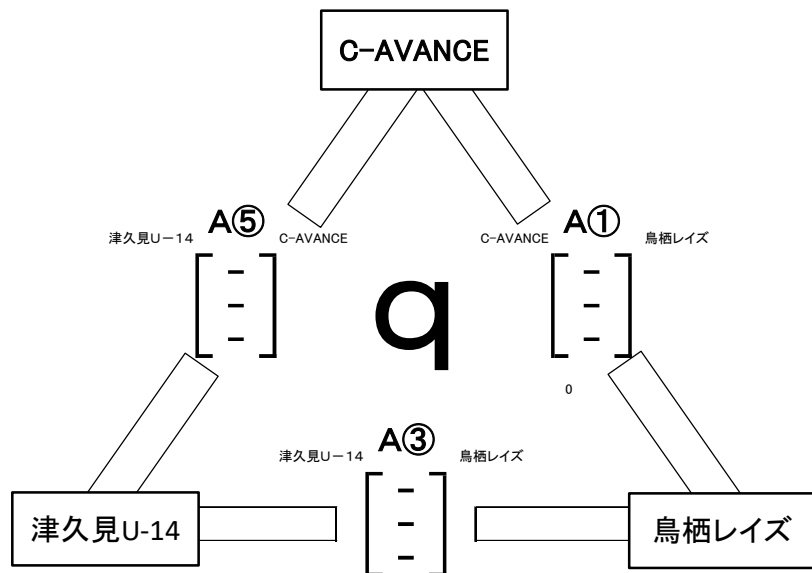 C-AVANCE
A⑤
津久見U-14 C-AVANCE
A①
C-AVANCE 鳥栖レイズ
-
-
-
q
-
-
-
0
A③
津久見U-14 鳥栖レイズ
-
-
-
津久見U-14
鳥栖レイズ